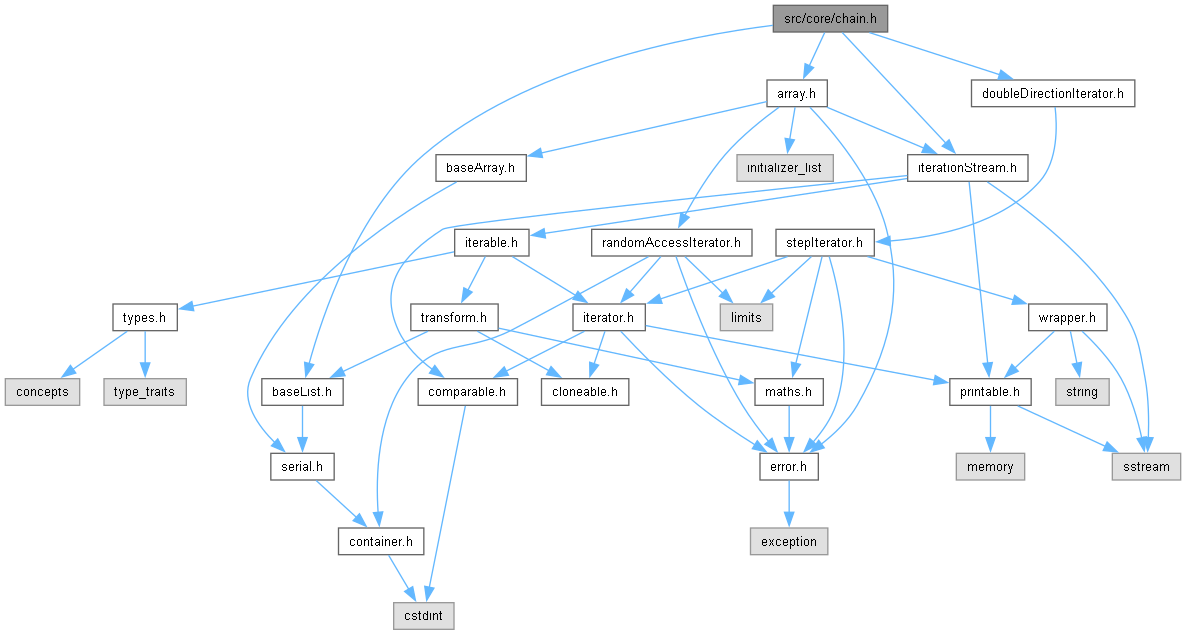 src/core/chain.h
array.h
doubleDirectionIterator.h
baseArray.h
initializer_list
iterationStream.h
iterable.h
randomAccessIterator.h
stepIterator.h
types.h
transform.h
iterator.h
limits
wrapper.h
concepts
type_traits
baseList.h
comparable.h
cloneable.h
maths.h
printable.h
string
serial.h
error.h
memory
sstream
container.h
exception
cstdint